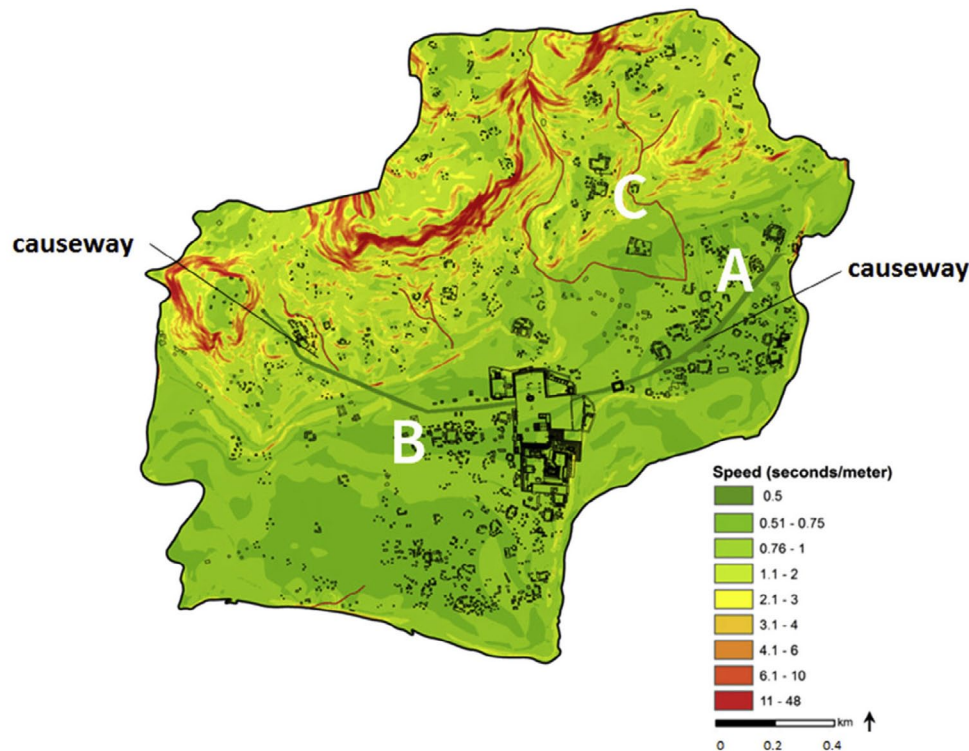 causeway
C
A
causeway
B
Speed (seconds/meter)
0.5
0.51 - 0.75
0.76 - 1
1.1 - 2
2.1 - 3
3.1 - 4
4.1 - 6
6.1 - 10
11 - 48
km
0 0.2 0.4